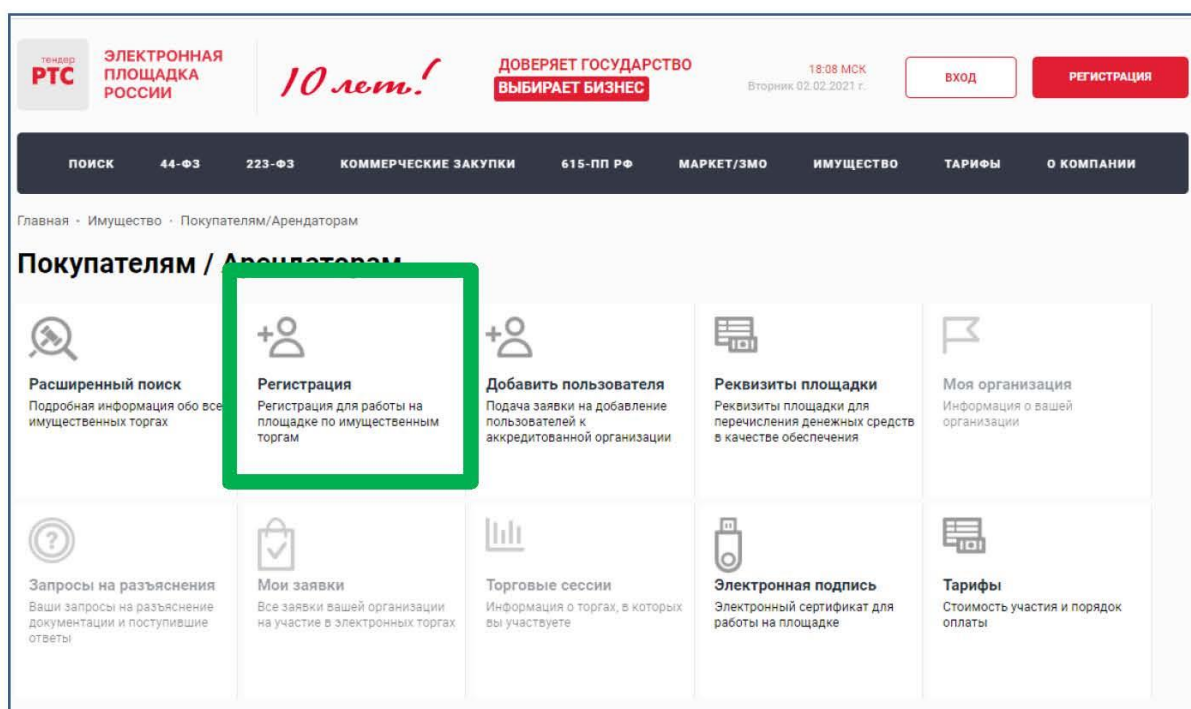 тендер
РТС
ЭЛЕКТРОННАЯ
ПЛОЩАДКА
РОССИИ
10 лет!
ДОВЕРЯЕТ ГОСУДАРСТВО
ВЫБИРАЕТ БИЗНЕС
18:08 МСК
Вторник 02.02.2021 г.
ВХОД
РЕГИСТРАЦИЯ
ПОИСК 44-ФЗ 223-ФЗ КОММЕРЧЕСКИЕ ЗАКУПКИ 615-ПП РФ МАРКЕТ/ЗМО ИМУЩЕСТВО ТАРИФЫ О КОМПАНИИ
Главная · Имущество · Покупателям/Арендаторам
Покупателям / Арендаторам
Расширенный поиск
Подробная информация обо все
имущественных торгах
Регистрация
Регистрация для работы на
площадке по имущественным
торгам
Добавить пользователя
Подача заявки на добавление
пользователей к
аккредитованной организации
Реквизиты площадки
Реквизиты площадки для
перечисления денежных средств
в качестве обеспечения
Моя организация
Информация о вашей
организации
Запросы на разъяснения
Ваши запросы на разъяснение
документации и поступившие
ответы
Мои заявки
Все заявки вашей организации
на участие в электронных торгах
Торговые сессии
Информация о торгах, в которых
вы участвуете
Электронная подпись
Электронный сертификат для
работы на площадке
Тарифы
Стоимость участия и порядок
оплаты